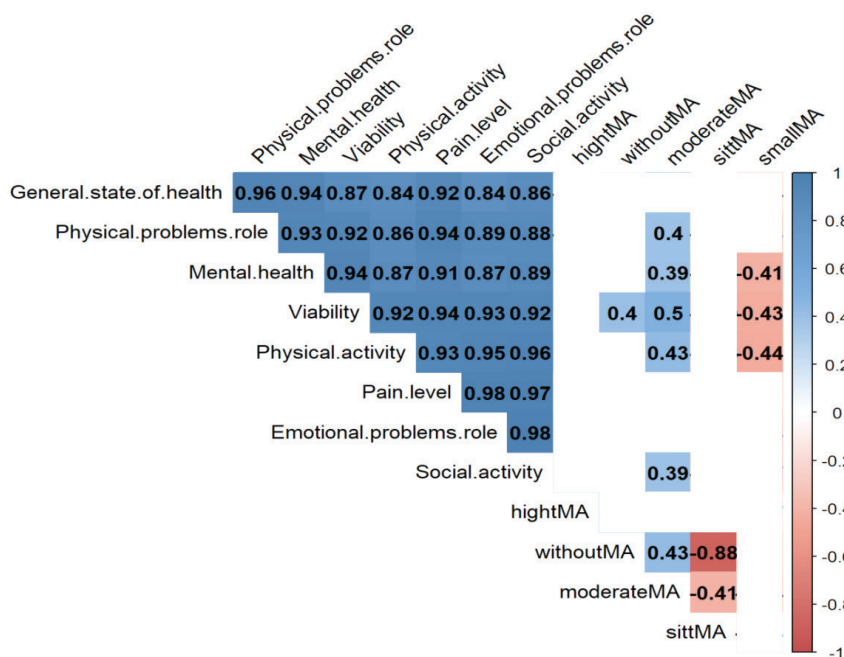 Physical.problems.role
Mental.health
Viability
Physical.activity
Pain.level
Emotional.problems.role
Social.activity
hightMA
withoutMA
moderateMA
sittMA
smallMA
General.state.of.health 0.96 0.94 0.87 0.84 0.92 0.84 0.86
Physical.problems.role 0.93 0.92 0.86 0.94 0.89 0.88 0.4
Mental.health 0.94 0.87 0.91 0.87 0.89 0.39 -0.41
Viability 0.92 0.94 0.93 0.92 0.4 0.5 -0.43
Physical.activity 0.93 0.95 0.96 0.43 -0.44
Pain.level 0.98 0.97
Emotional.problems.role 0.98
Social.activity 0.39
hightMA
withoutMA 0.43 -0.88
moderateMA -0.41
sittMA
1
0.8
0.6
0.4
0.2
0
-0.2
-0.4
-0.6
-0.8
-1